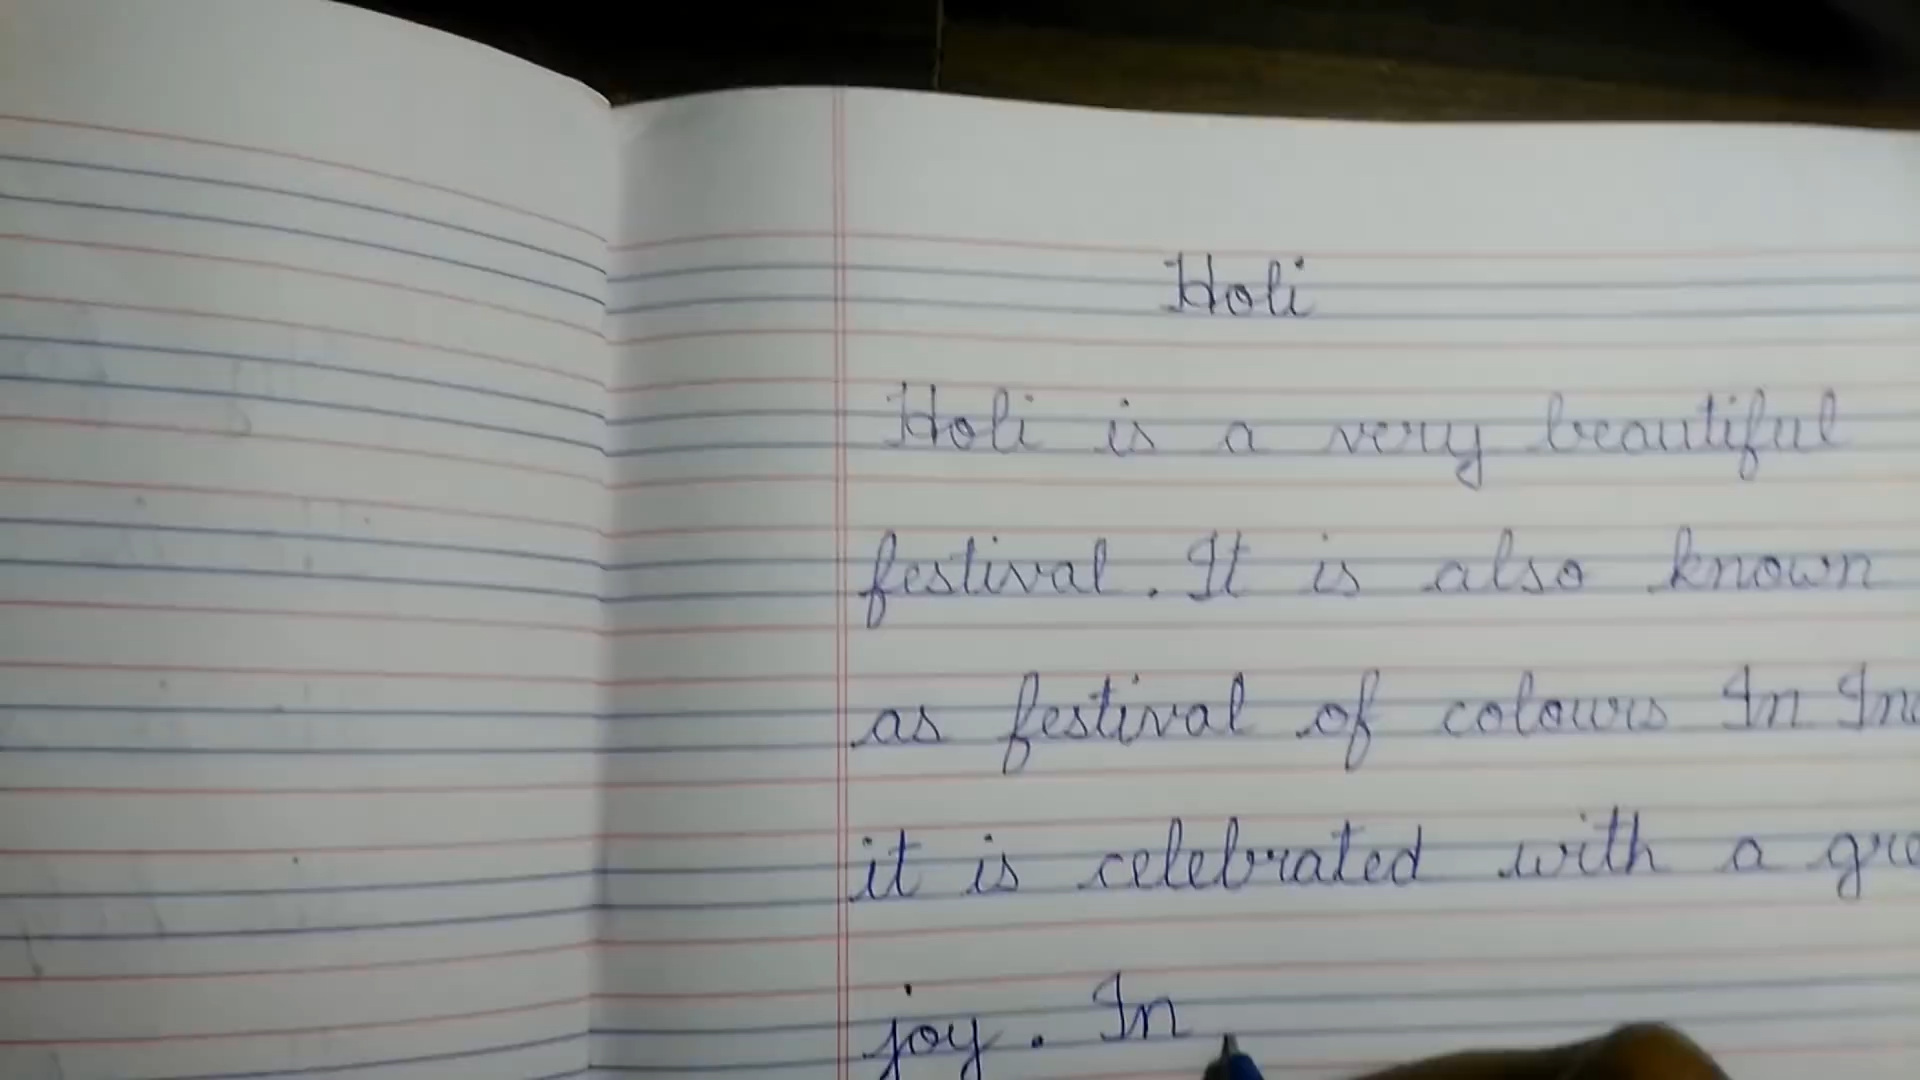 Holi
Holi is a very beautiful
festival. It is also known
as festival of colours In
it is celebrated with a
joy. In